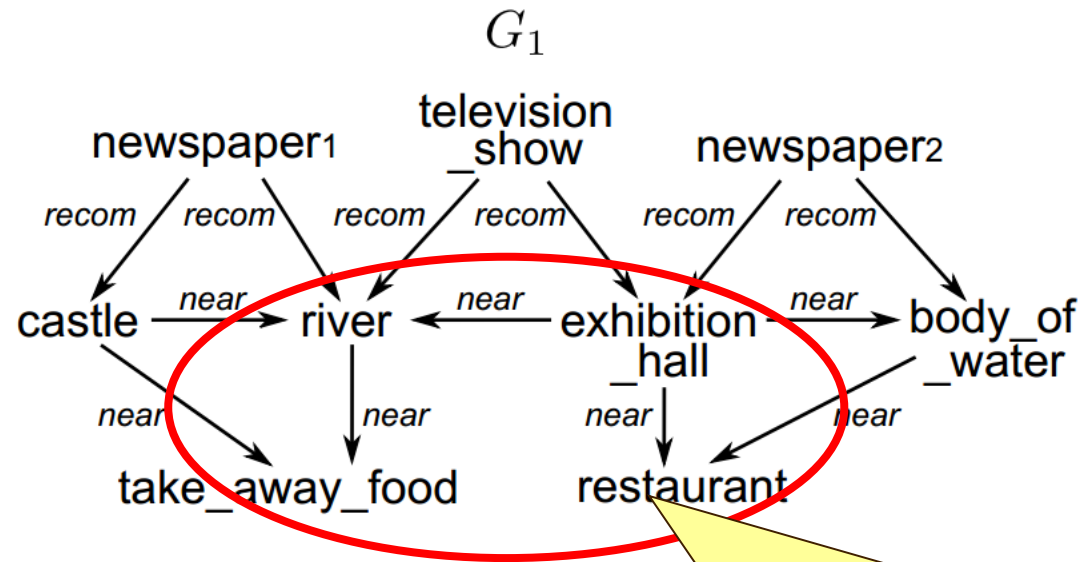 G1
television
_show
newspaper1
newspaper2
recom
recom
recom
recom
recom
recom
castle
near
river
near
exhibition
_hall
near
body_of
_water
near
near
near
near
take_away_food
restaurant